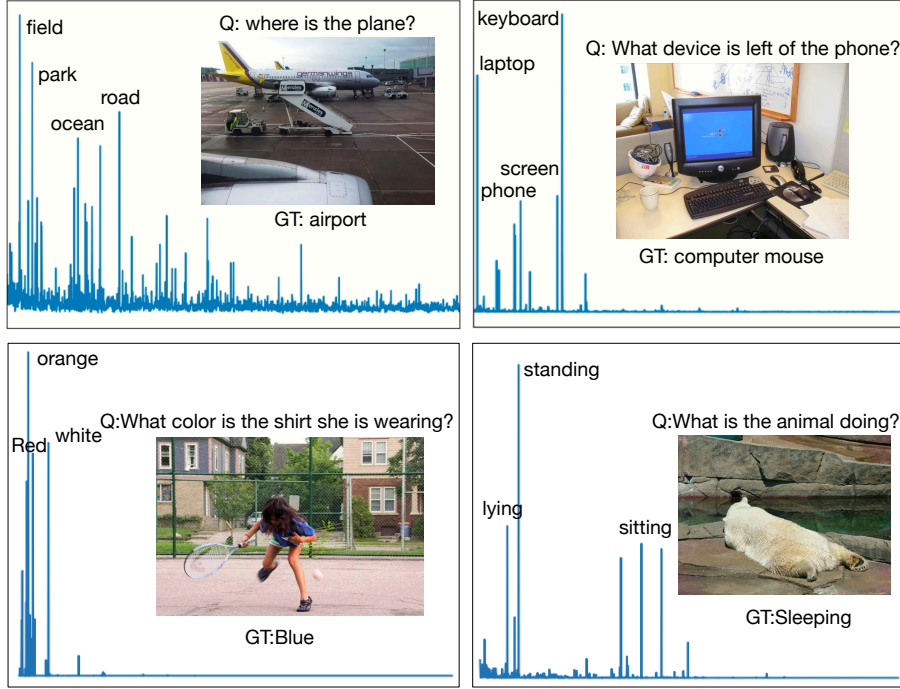 field
Q: where is the plane?
park
road
ocean
germanwings
GT: airport
keyboard
Q: What device is left of the phone?
laptop
screen
phone
GT: computer mouse
orange
Q:What color is the shirt she is wearing?
Red
white
GT:Blue
standing
Q:What is the animal doing?
lying
sitting
GT:Sleeping